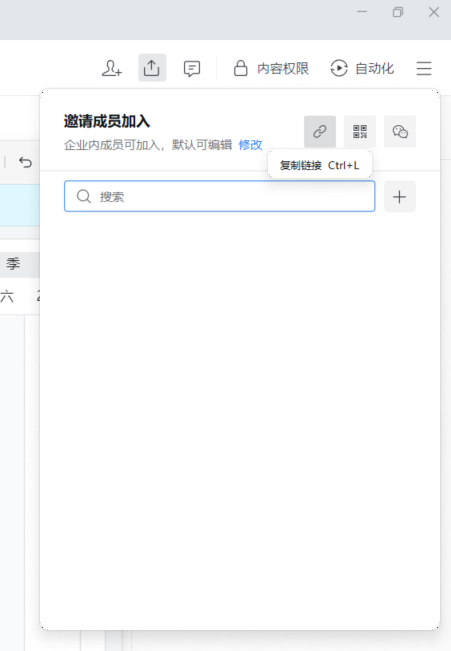 内容权限 自动化
邀请成员加入
企业内成员可加入，默认可编辑 修改
复制链接 Ctrl+L
搜索
季
六